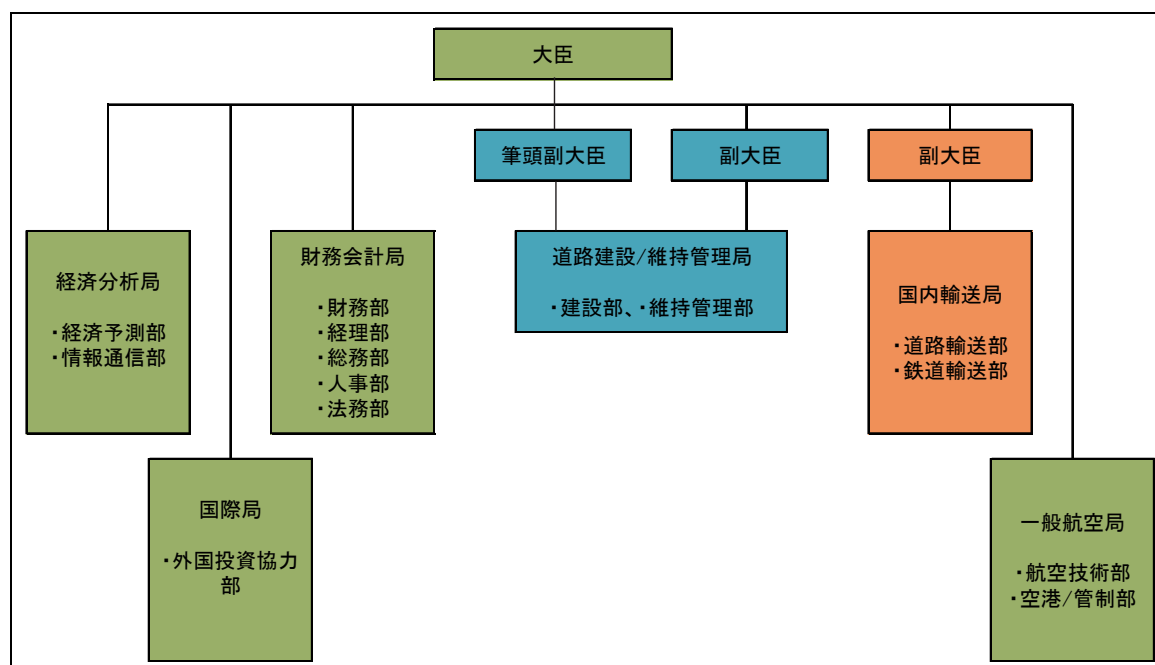 大臣
筆頭副大臣
副大臣
副大臣
経済分析局
・経済予測部
・情報通信部
財務会計局
・財務部
・経理部
・総務部
・人事部
・法務部
道路建設/維持管理局
・建設部、・維持管理部
国内輸送局
・道路輸送部
・鉄道輸送部
国際局
・外国投資協力
部
一般航空局
・航空技術部
・空港/管制部